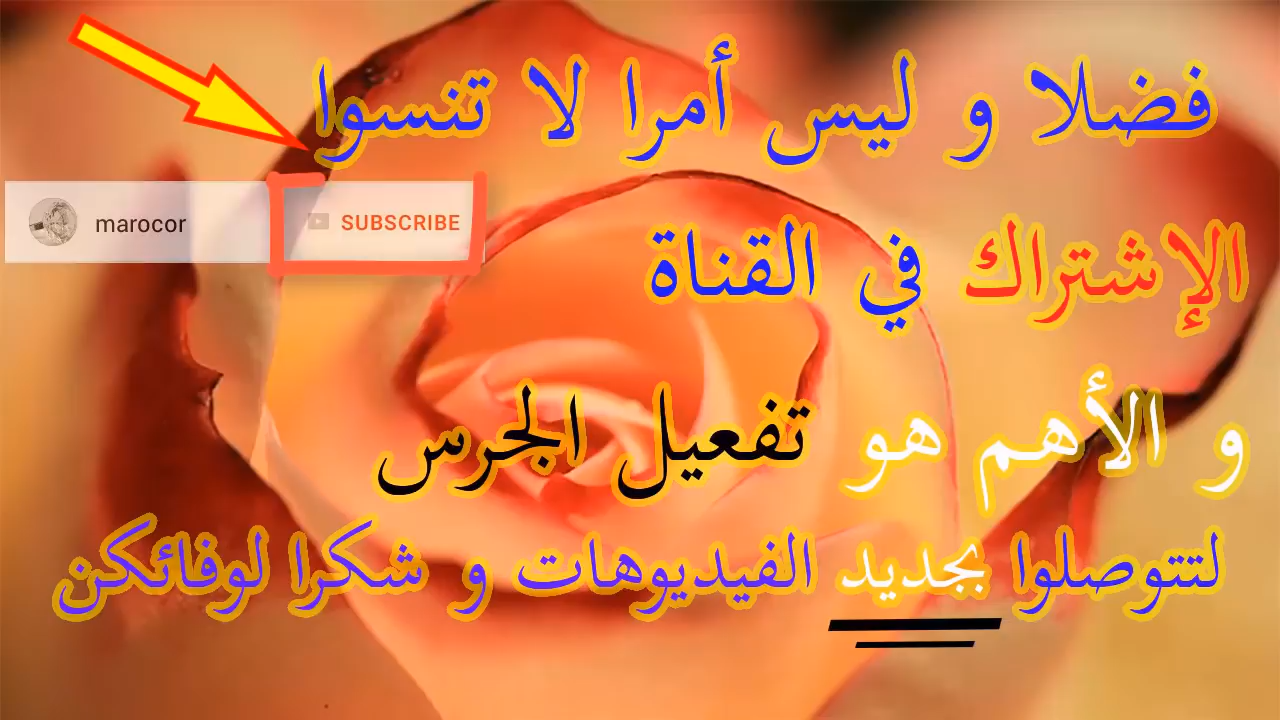 فضلا و ليس أمرا لا تنسوا
marocor SUBSCRIBE
الإشتراك في القناة
و الأهم هو تفعيل الجرس
لتتوصلوا بجديد الفيديوهات و شكرا لوفائكن